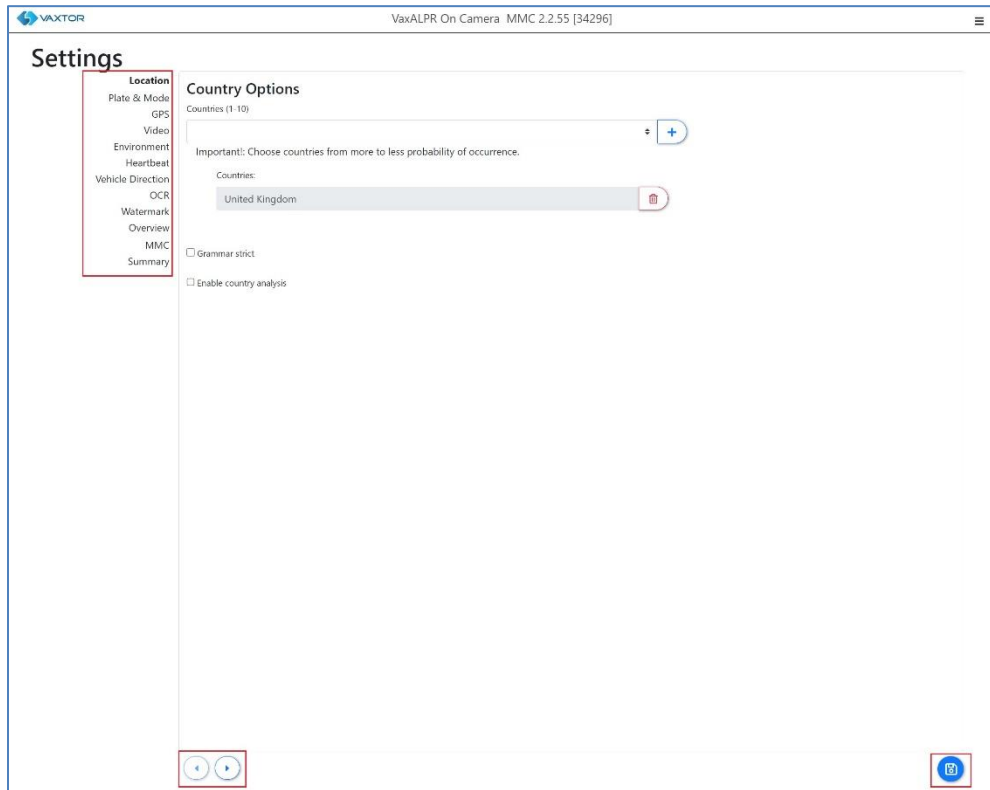 VAXTOR
VaxALPR On Camera MMC 2.2.55 [34296]
Settings
Location
Plate & Mode
GPS
Video
Environment
Heartbeat
Vehicle Direction
OCR
Watermark
Overview
MMC
Summary
Country Options
Countries (1-10)
Important!: Choose countries from more to less probability of occurrence.
Countries:
United Kingdom
Grammar strict
Enable country analysis